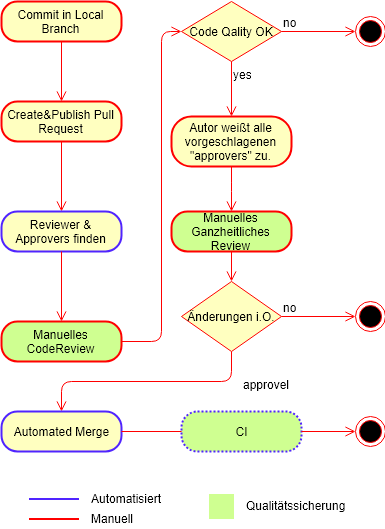 Commit in Local
Branch
Create&Publish Pull
Request
Reviewer &
Approvers finden
Manuelles
CodeReview
Code Qality OK
no
yes
Autor weißt alle
vorgeschlagenen
"approvers" zu.
Manuelles
Ganzheitliches
Review
Änderungen i.O.
no
approvel
Automated Merge
CI
Automatisiert
Manuell
Qualitätssicherung